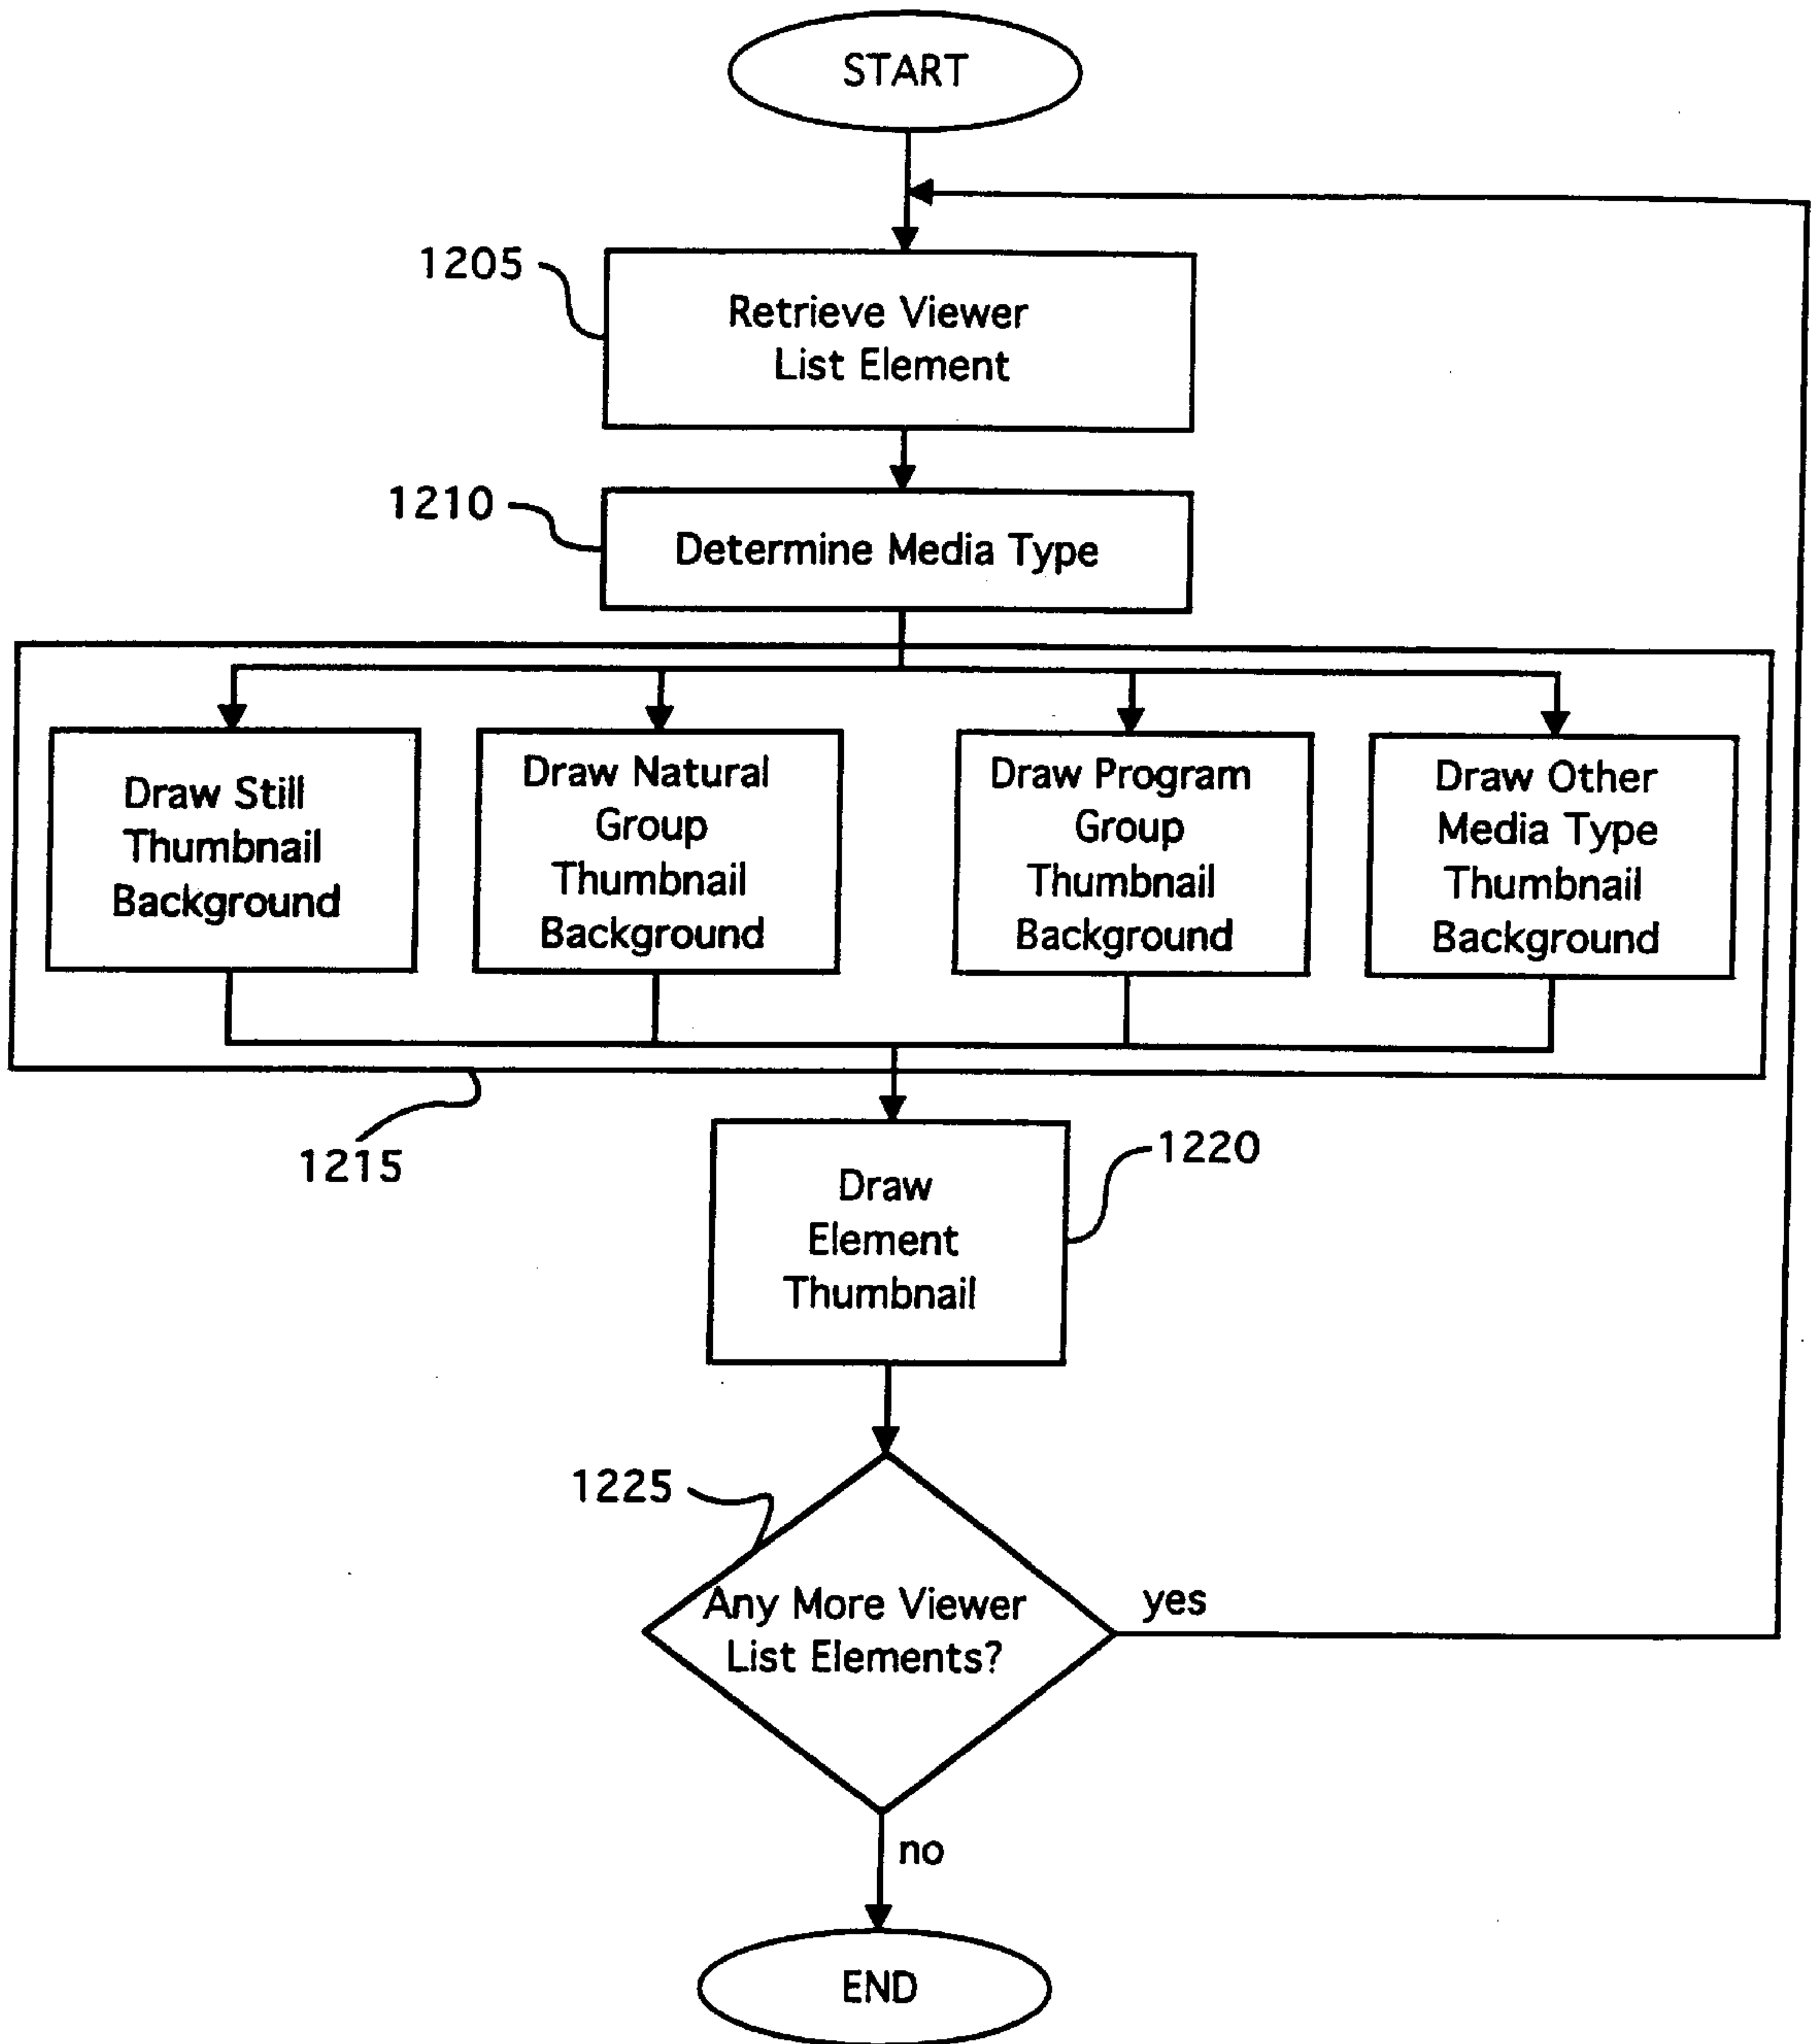 START
1205
Retrieve Viewer
List Element
1210
Determine Media Type
Draw Still
Thumbnail
Background
Draw Natural
Group
Thumbnail
Background
Draw Program
Group
Thumbnail
Background
Draw Other
Media Type
Thumbnail
Background
1215
1220
Draw
Element
Thumbnail
1225
Any More Viewer
List Elements?
yes
no
END